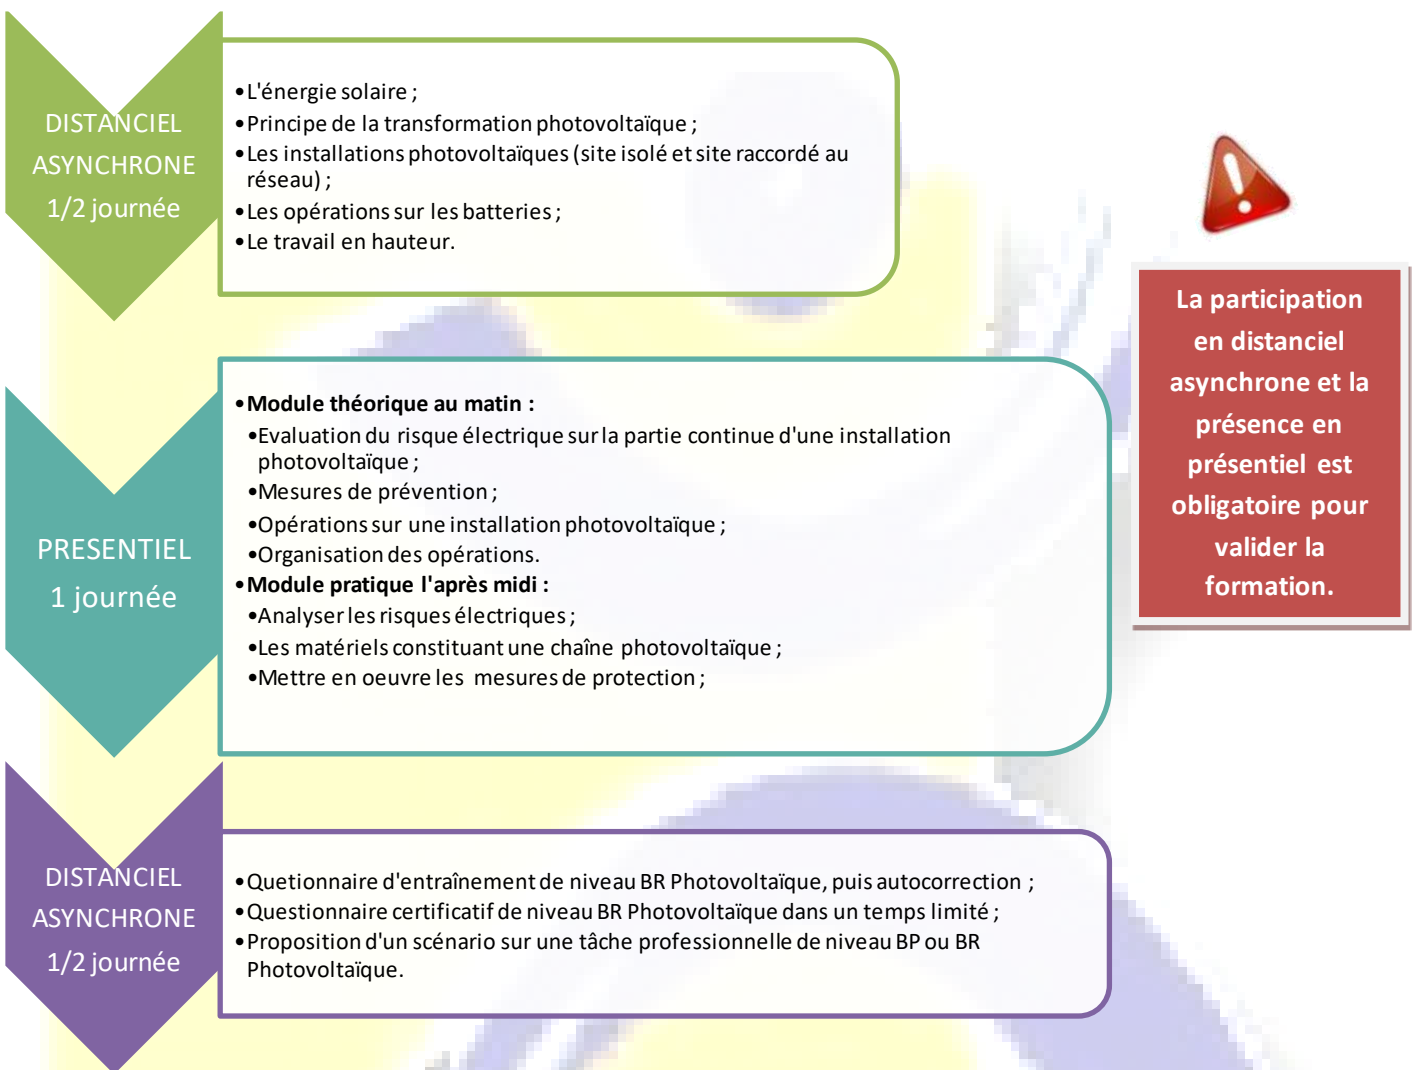 DISTANCIEL
ASYNCHRONE
1/2 journée
•L'énergie solaire ;
•Principe de la transformation photovoltaïque ;
•Les installations photovoltaïques (site isolé et site raccordé au
réseau) ;
•Les opérations sur les batteries ;
•Le travail en hauteur.
PRESENTIEL
1 journée
•Module théorique au matin :
•Evaluation du risque électrique sur la partie continue d'une installation
photovoltaïque ;
•Mesures de prévention ;
•Opérations sur une installation photovoltaïque ;
•Organisation des opérations.
•Module pratique l'après midi :
•Analyser les risques électriques ;
•Les matériels constituant une chaîne photovoltaïque ;
•Mettre en oeuvre les mesures de protection ;
DISTANCIEL
ASYNCHRONE
1/2 journée
•Quetionnaire d'entraînement de niveau BR Photovoltaïque, puis autocorrection ;
•Questionnaire certificatif de niveau BR Photovoltaïque dans un temps limité ;
•Proposition d'un scénario sur une tâche professionnelle de niveau BP ou BR
Photovoltaïque.
La participation
en distanciel
asynchrone et la
présence en
présentiel est
obligatoire pour
valider la
formation.